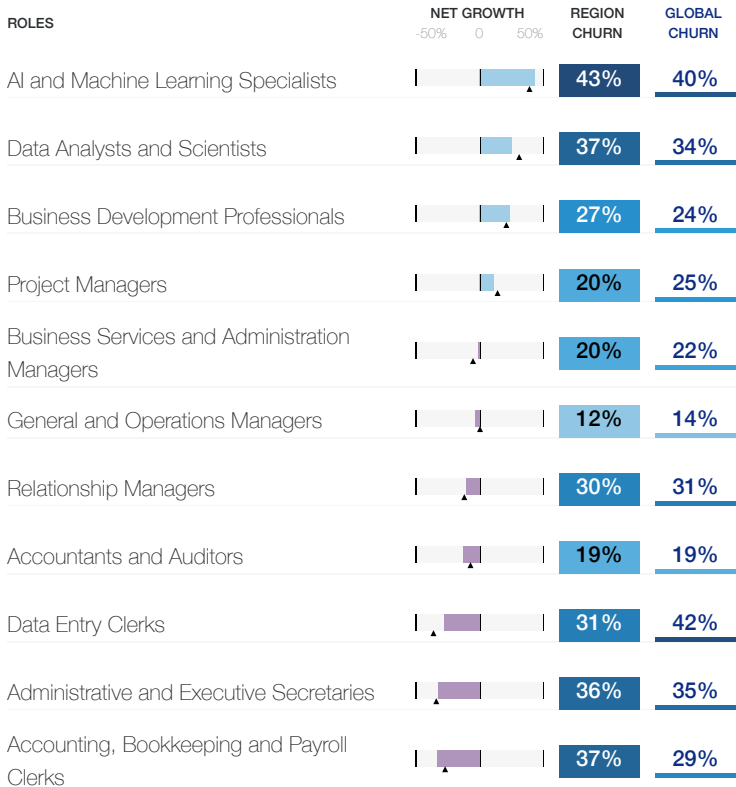 ROLES NET GROWTH REGION CHURN GLOBAL CHURN
-50% 0 50%
AI and Machine Learning Specialists 43% 40%
Data Analysts and Scientists 37% 34%
Business Development Professionals 27% 24%
Project Managers 20% 25%
Business Services and Administration
Managers 20% 22%
General and Operations Managers 12% 14%
Relationship Managers 30% 31%
Accountants and Auditors 19% 19%
Data Entry Clerks 31% 42%
Administrative and Executive Secretaries 36% 35%
Accounting, Bookkeeping and Payroll
Clerks 37% 29%